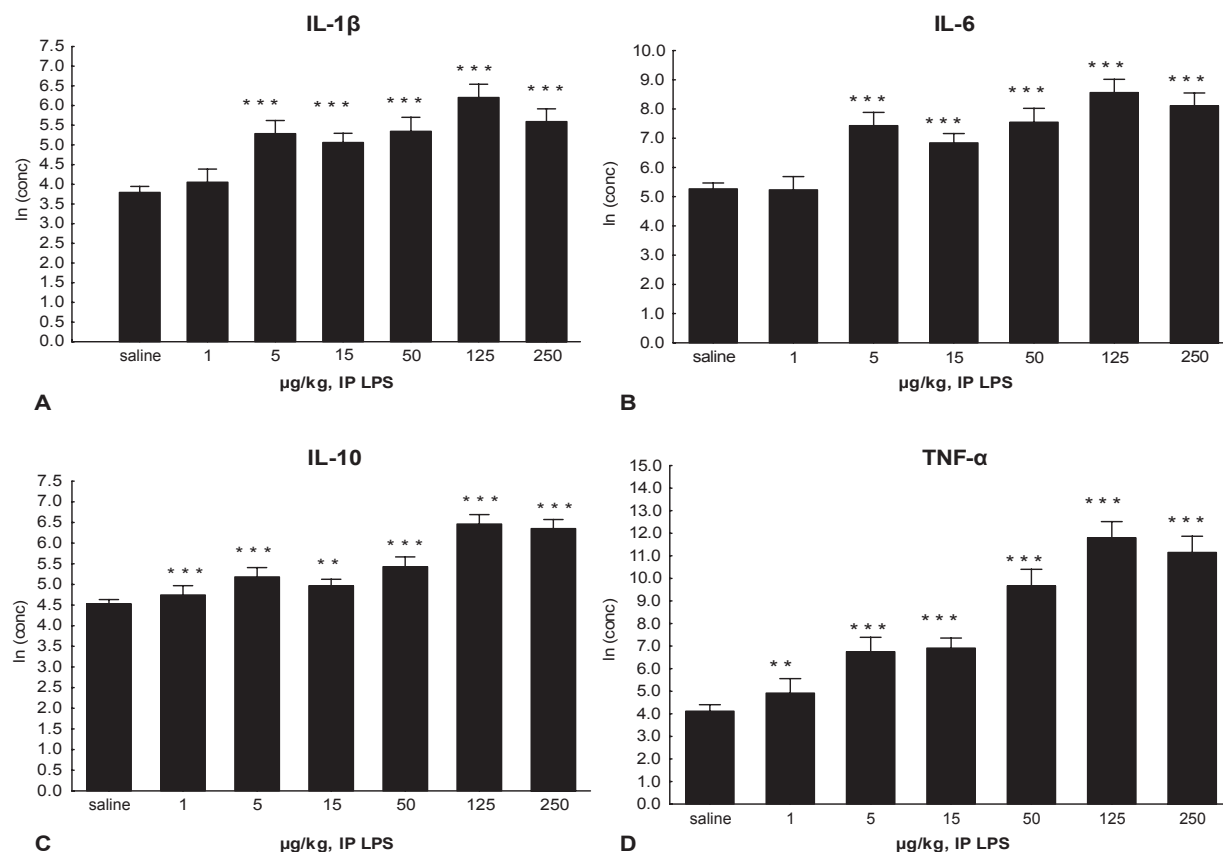 IL-1β
7.5
7.0
6.5
6.0
5.5
5.0
4.5
4.0
3.5
3.0
2.5
2.0
1.5
1.0
0.5
0.0
ln (conc)
*** *** *** *** ***
saline 1 5 15 50 125 250
µg/kg, IP LPS
A
IL-6
10.0
9.0
8.0
7.0
6.0
5.0
4.0
3.0
2.0
1.0
0.0
ln (conc)
*** *** *** *** ***
saline 1 5 15 50 125 250
µg/kg, IP LPS
B
IL-10
7.5
7.0
6.5
6.0
5.5
5.0
4.5
4.0
3.5
3.0
2.5
2.0
1.5
1.0
0.5
0.0
ln (conc)
*** *** ** *** *** ***
saline 1 5 15 50 125 250
µg/kg, IP LPS
C
TNF-α
15.0
14.0
13.0
12.0
11.0
10.0
9.0
8.0
7.0
6.0
5.0
4.0
3.0
2.0
1.0
0.0
ln (conc)
** *** *** *** *** ***
saline 1 5 15 50 125 250
µg/kg, IP LPS
D